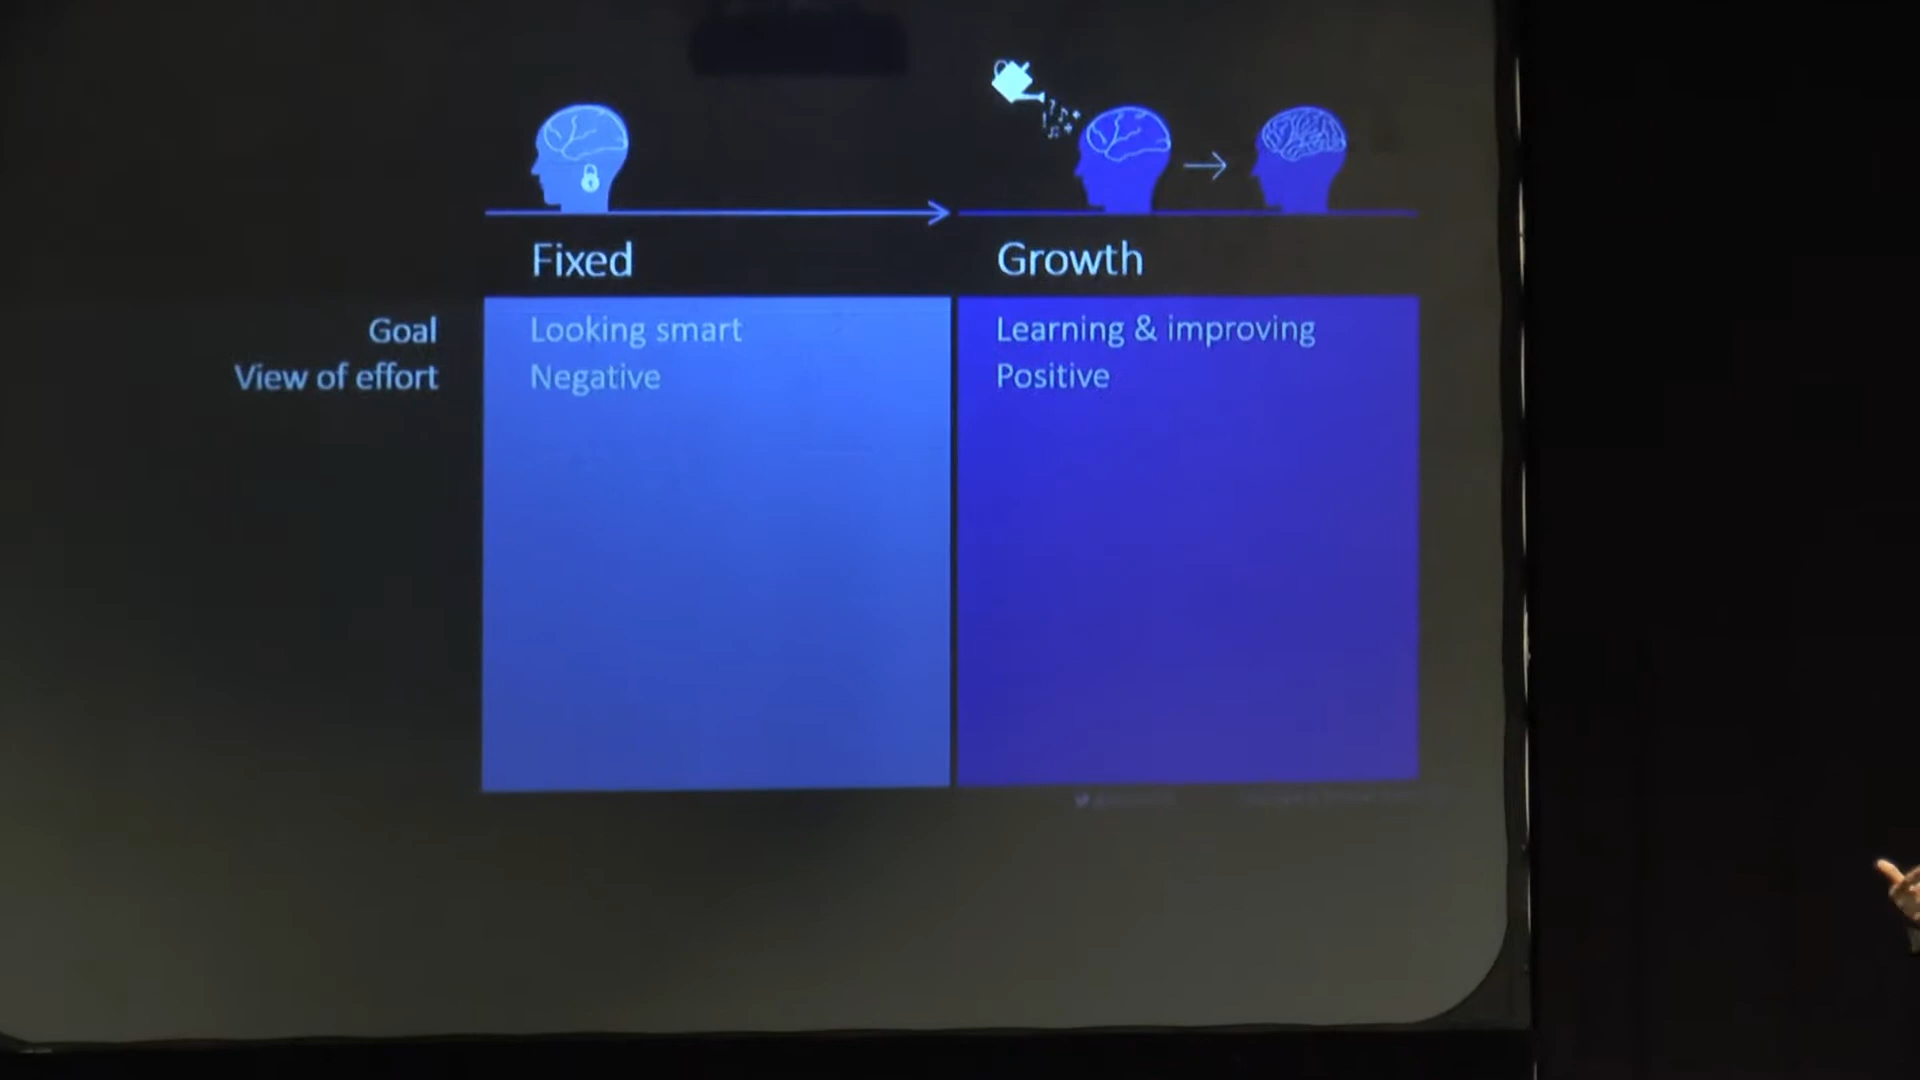 Fixed Growth
Goal Looking smart Learning & improving
View of effort Negative Positive